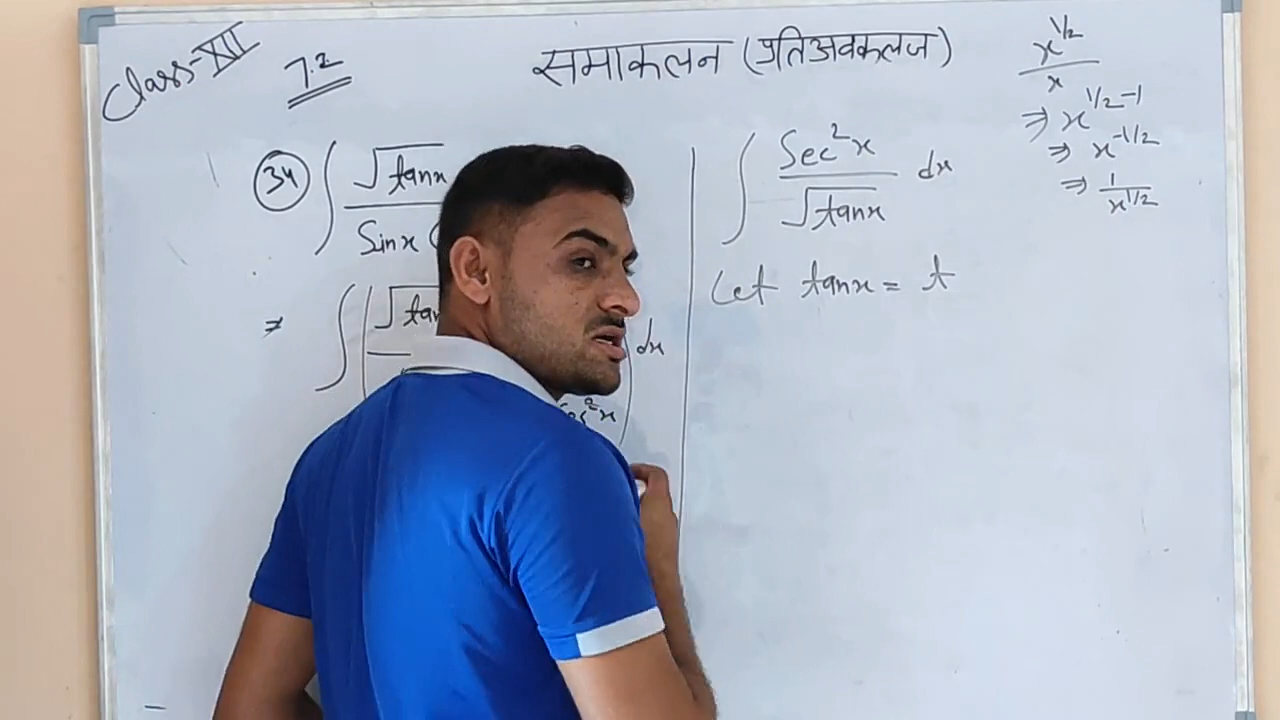 Class-XII
7.2
समाकलन (प्रतिअवकलज)
x^1/2 / x
⇒ x^1/2-1
⇒ x^-1/2
⇒ 1/x^1/2
(34) ∫ √tanx / Sinx
⇒ ∫ √tan dx
cos²x
∫ Sec²x / √tanx dx
Let tanx = t